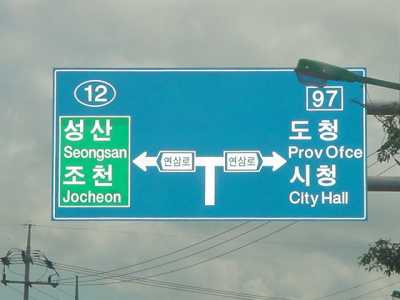 12
97
성산
Seongsan
조천
Jocheon
연삼로
연삼로
도청
Prov Ofce
시청
City Hall